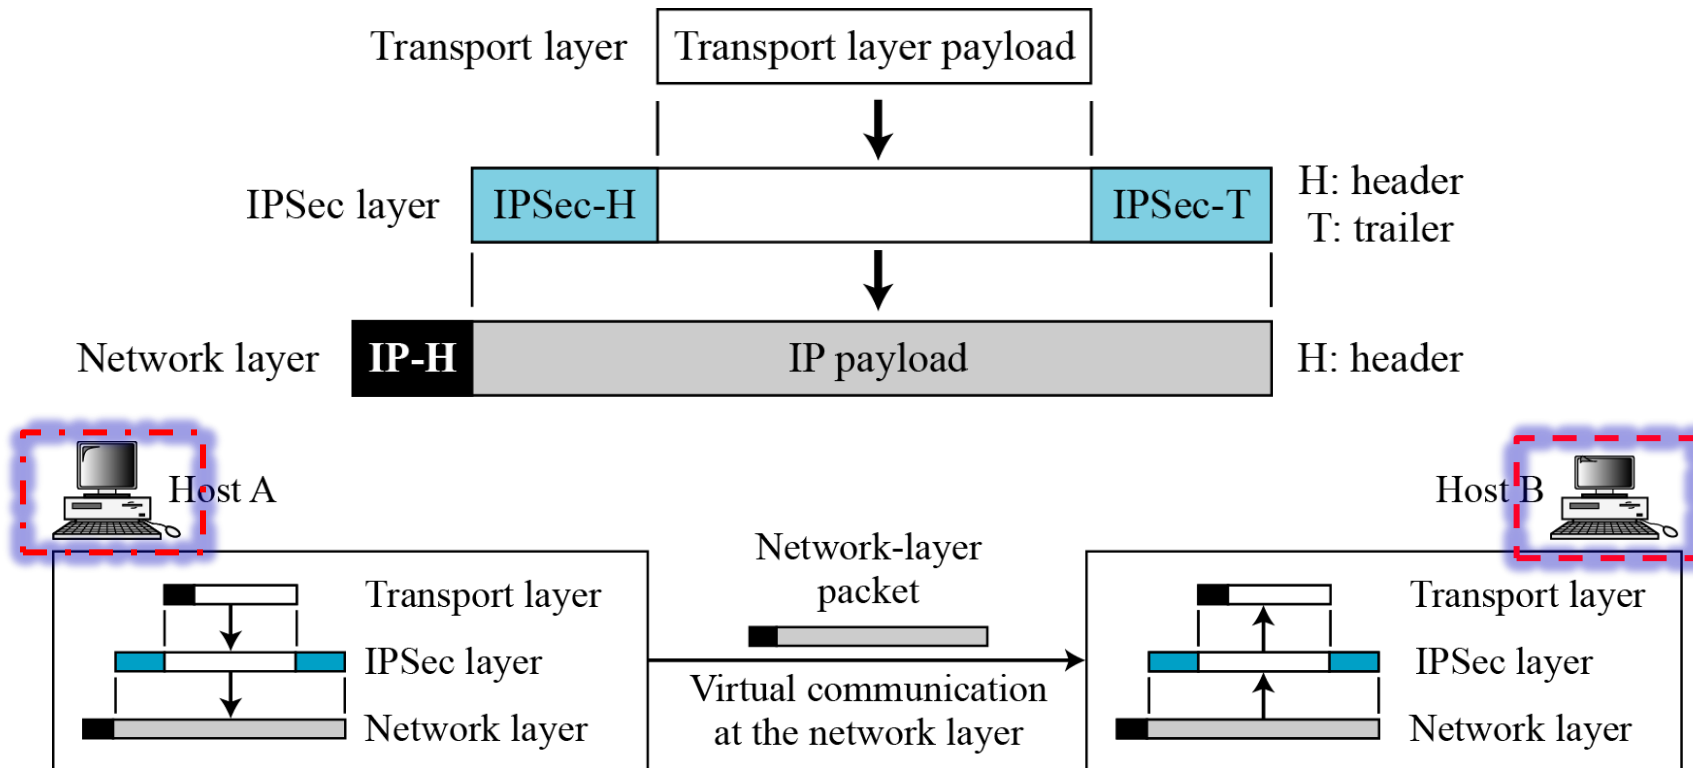 Transport layer
Transport layer payload
IPSec layer
IPSec-H
IPSec-T
H: header
T: trailer
Network layer
IP-H
IP payload
H: header
Host A
Host B
Transport layer
IPSec layer
Network layer
Network-layer
packet
Virtual communication
at the network layer
Transport layer
IPSec layer
Network layer